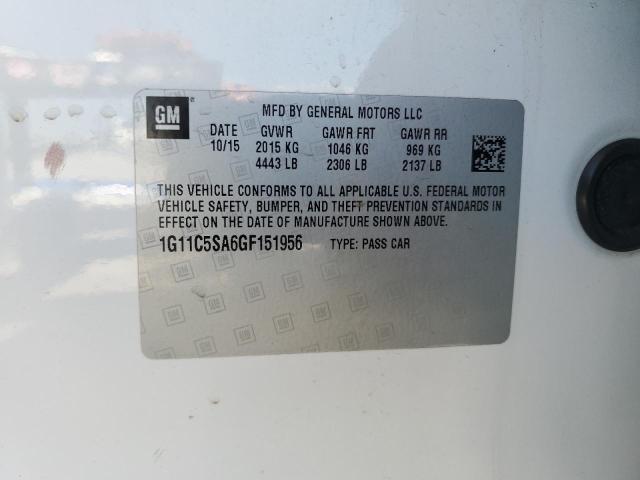 GM
MFD BY GENERAL MOTORS LLC
DATE GVWR GAWR FRT GAWR RR
10/15 2015 KG 1046 KG 969 KG
4443 LB 2306 LB 2137 LB
THIS VEHICLE CONFORMS TO ALL APPLICABLE U.S. FEDERAL MOTOR
VEHICLE SAFETY, BUMPER, AND THEFT PREVENTION STANDARDS IN
EFFECT ON THE DATE OF MANUFACTURE SHOWN ABOVE.
1G11C5SA6GF151956 TYPE: PASS CAR